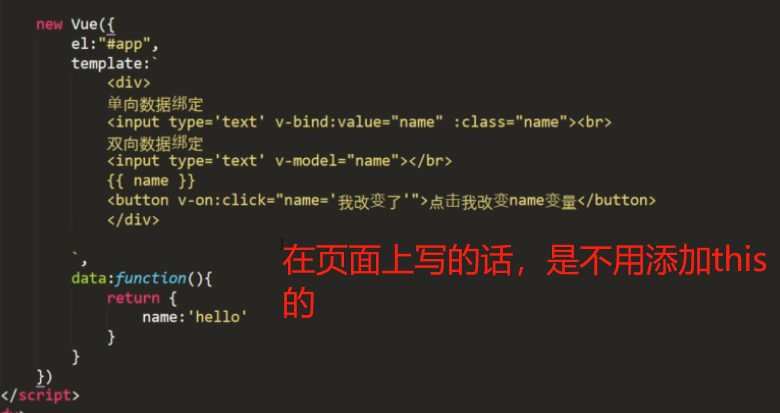 new Vue({
el:"#app",
template:`
<div>
单向数据绑定
<input type='text' v-bind:value="name" :class="name"><br>
双向数据绑定
<input type='text' v-model="name"></br>
{{ name }}
<button v-on:click="name='我改变了'">点击我改变name变量</button>
</div>
`,
在页面上写的话，是不用添加this
的
data:function(){
return {
name:'hello'
}
}
})
</script>